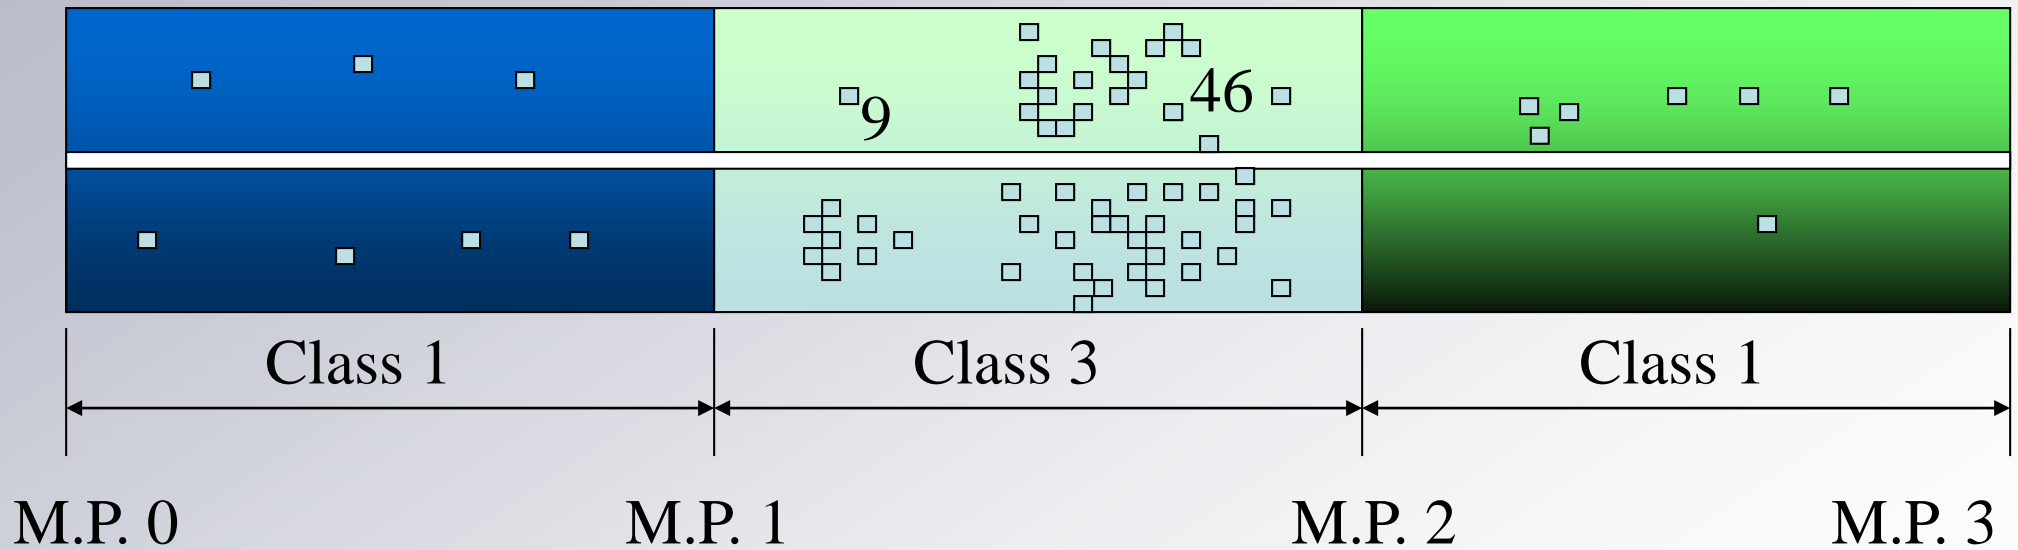 46
9
Class 1
Class 3
Class 1
M.P. 0
M.P. 1
M.P. 2
M.P. 3